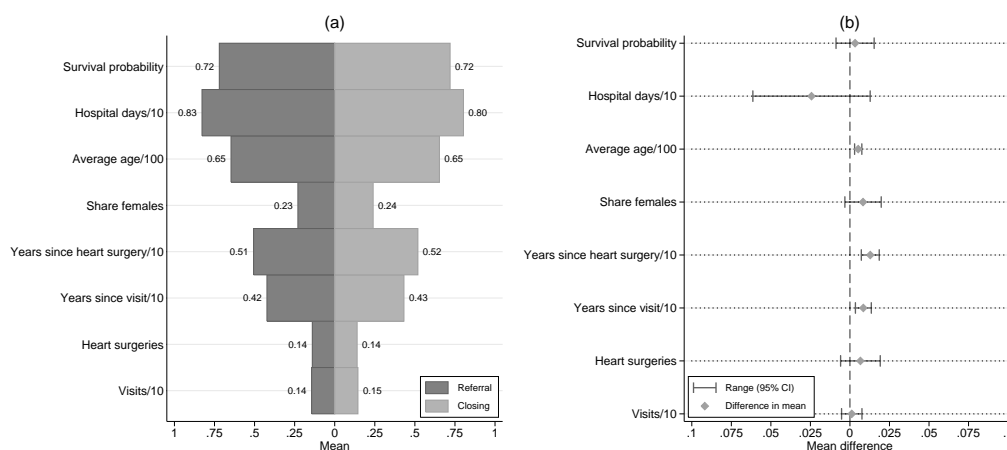 (a)
Survival probability
0.72
0.72
Hospital days/10
0.83
0.80
Average age/100
0.65
0.65
Share females
0.23
0.24
Years since heart surgery/10
0.51
0.52
Years since visit/10
0.42
0.43
Heart surgeries
0.14
0.14
Visits/10
0.14
0.15
Referral
Closing
1 .75 .5 .25 0 .25 .5 .75 1
Mean
(b)
Survival probability
Hospital days/10
Average age/100
Share females
Years since heart surgery/10
Years since visit/10
Heart surgeries
Visits/10
Range (95% CI)
Difference in mean
.1 .075 .05 .025 0 .025 .05 .075 .1
Mean difference